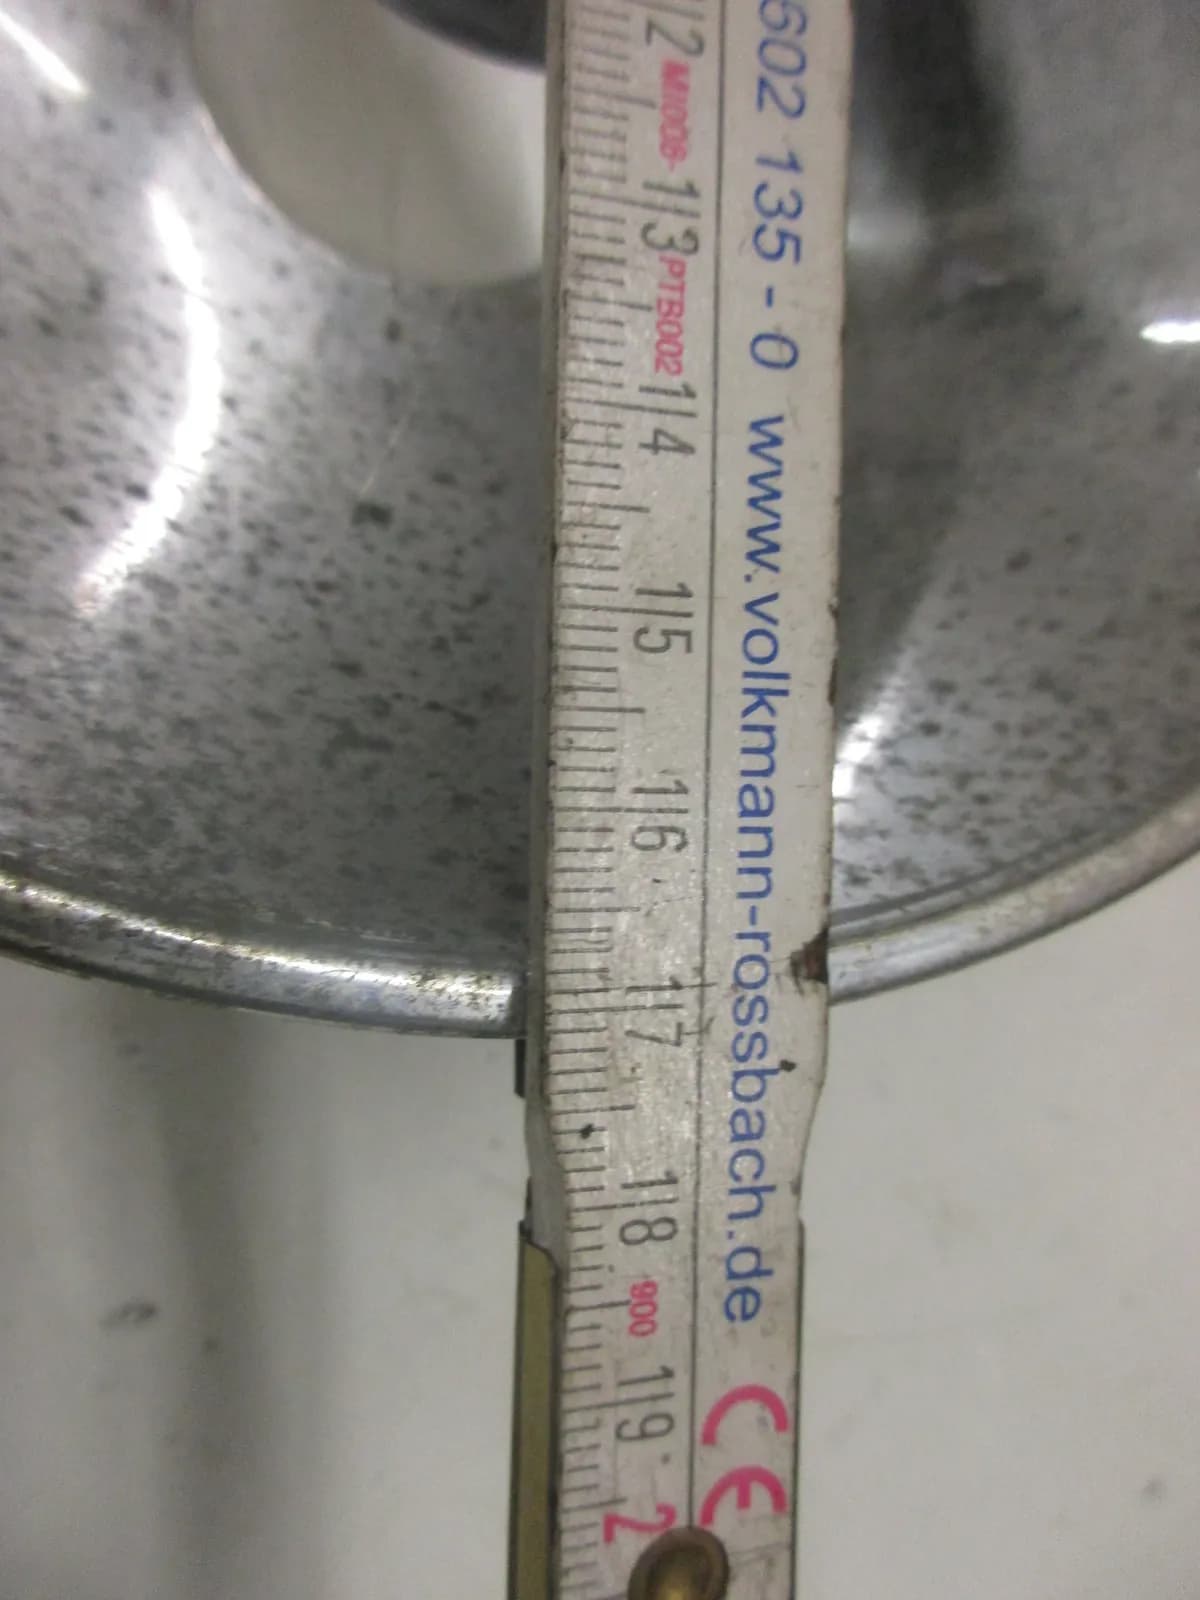 602 135 - 0 www.volkmann-rossbach.de CE
12 MI009- 13 PTB002 14 15 16 17 18 900 19 2